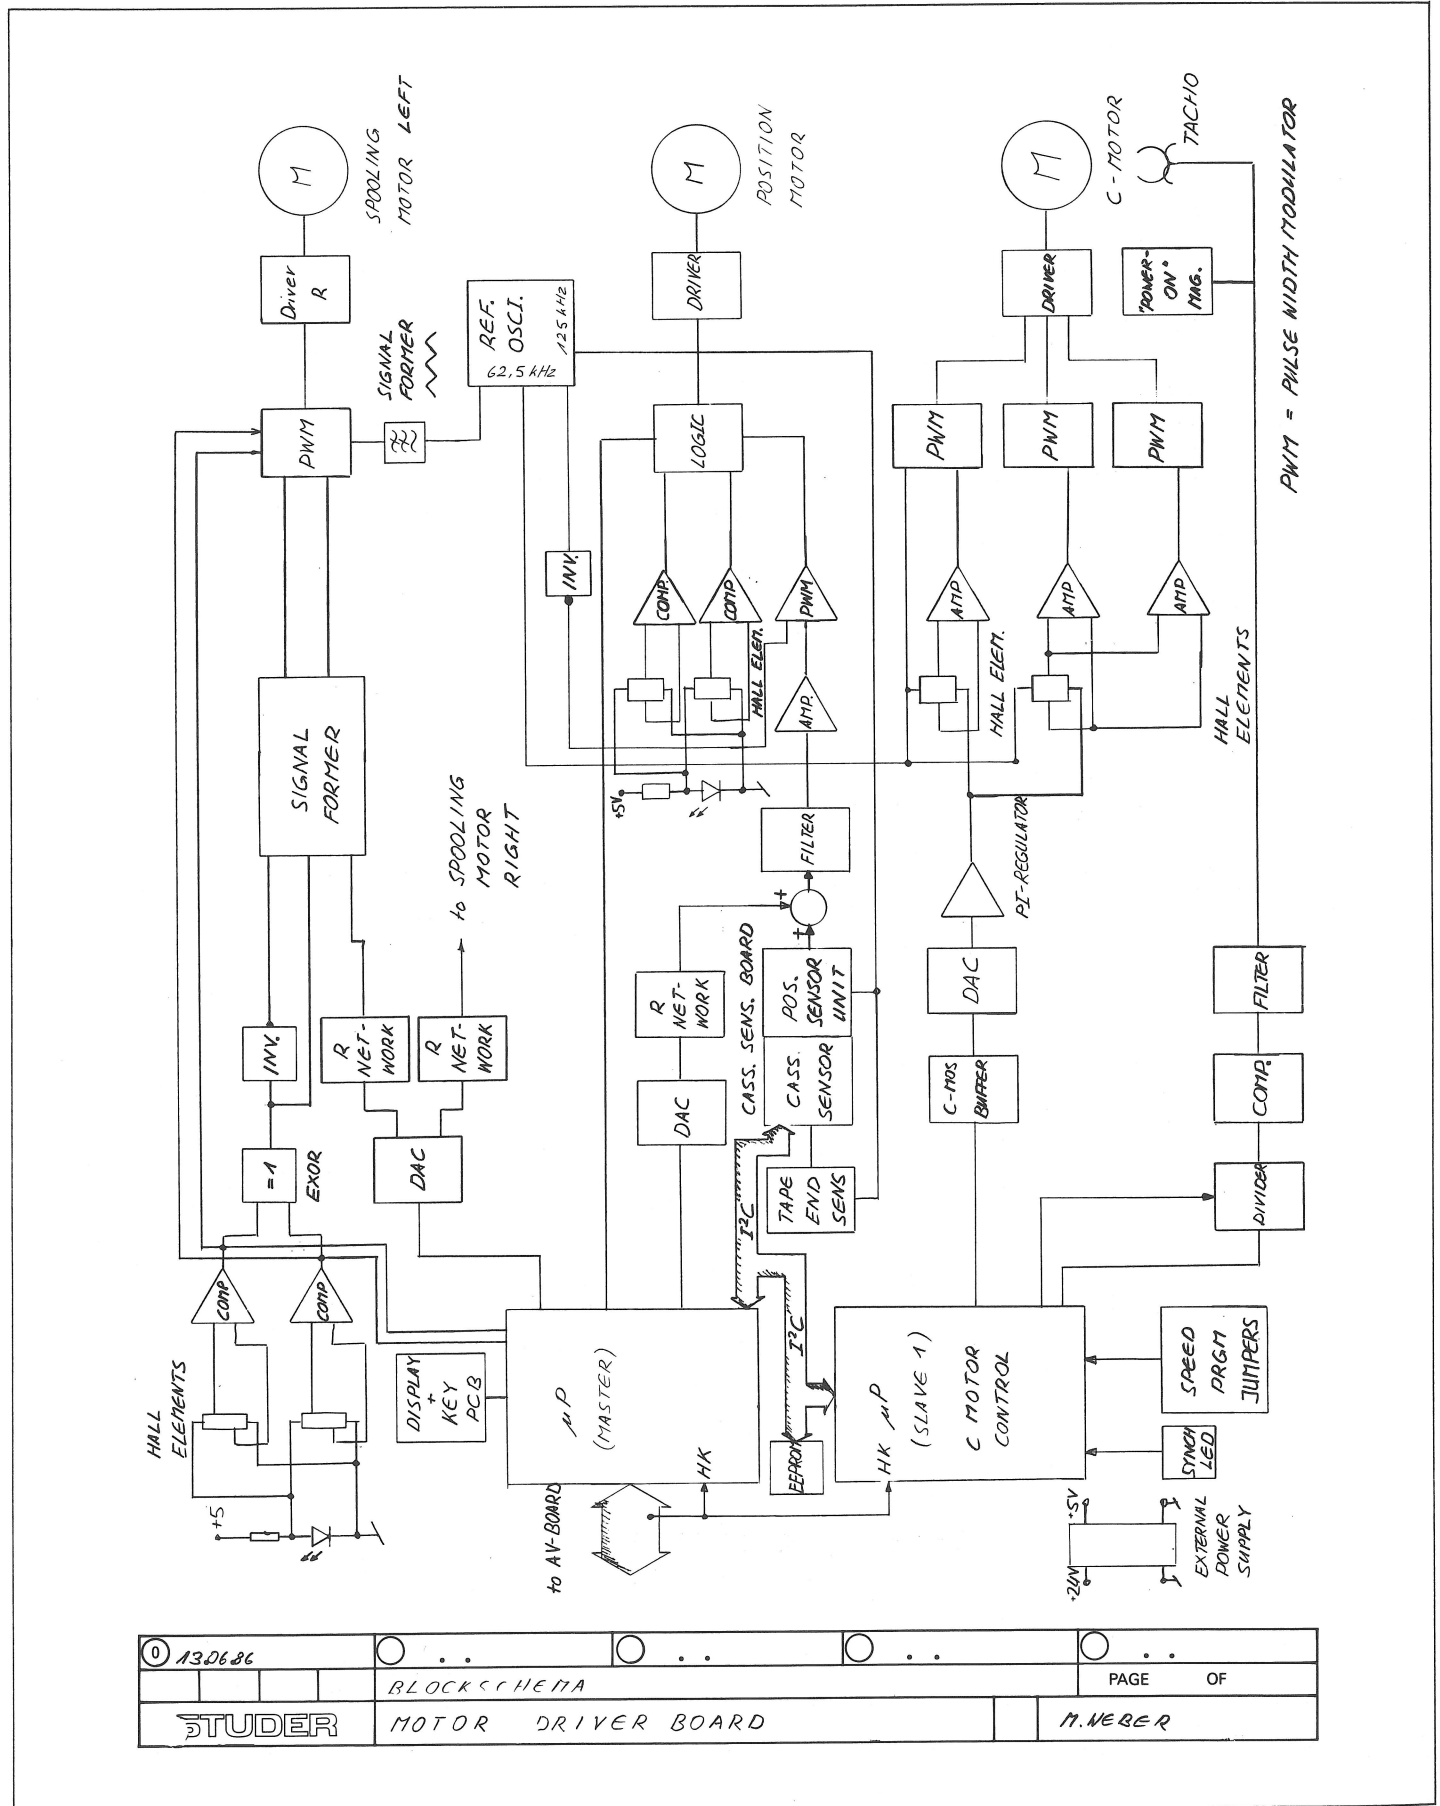 HALL
ELEMENTS
+5
COMP
COMP
=1
EXOR
INV.
SIGNAL
FORMER
PWM
Driver
R
M
SPOOLING
MOTOR LEFT
DAC
R
NET-
WORK
R
NET-
WORK
to SPOOLING
MOTOR
RIGHT
SIGNAL
FORMER
REF.
OSCI.
62,5 kHz
125 kHz
DISPLAY
+
KEY
PCB
to AV-BOARD
µP
(MASTER)
HK
I²C
I²C
EEPROM
DAC
R
NET-
WORK
CASS. SENS. BOARD
TAPE
END
SENS
CASS.
SENSOR
POS.
SENSOR
UNIT
+
+
FILTER
AMP.
+5V
HALL ELEM.
COMP.
COMP
PWM
INV.
LOGIC
DRIVER
M
POSITION
MOTOR
HK µP
(SLAVE 1)
C MOTOR
CONTROL
C-MOS
BUFFER
DAC
PI-REGULATOR
HALL ELEM.
AMP
AMP
AMP
PWM
PWM
PWM
DRIVER
M
C-MOTOR
TACHO
"POWER-
ON"
MAG.
HALL
ELEMENTS
DIVIDER
COMP.
FILTER
SYNCH
LED
SPEED
PRGM
JUMPERS
+24V
+5V
EXTERNAL
POWER
SUPPLY
PWM = PULSE WIDTH MODULATOR
0 130686
BLOCKSCHEMA
PAGE OF
STUDER
MOTOR DRIVER BOARD
M.WEBER